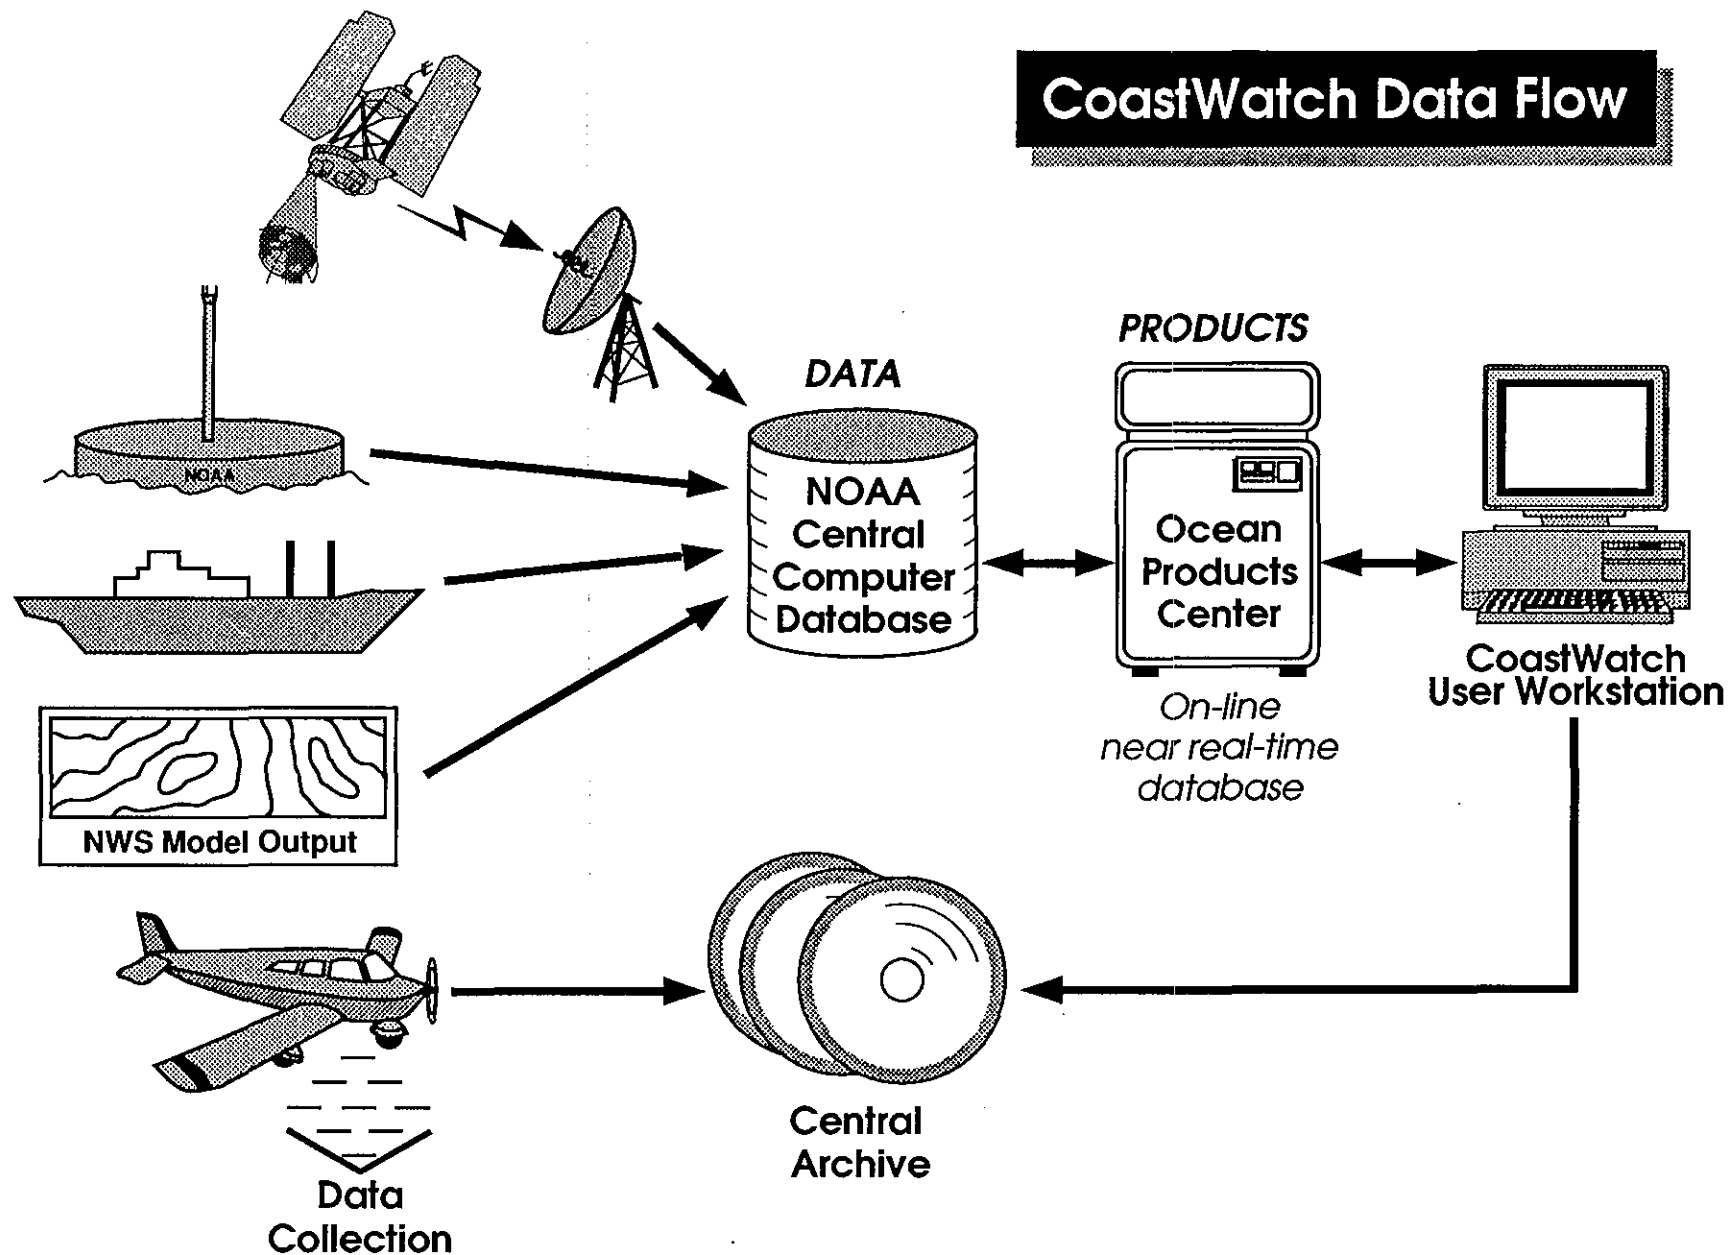 CoastWatch Data Flow
PRODUCTS
DATA
NOAA
NOAA
Central
Computer
Database
Ocean
Products
Center
CoastWatch
User Workstation
On-line
near real-time
database
NWS Model Output
Central
Archive
Data
Collection